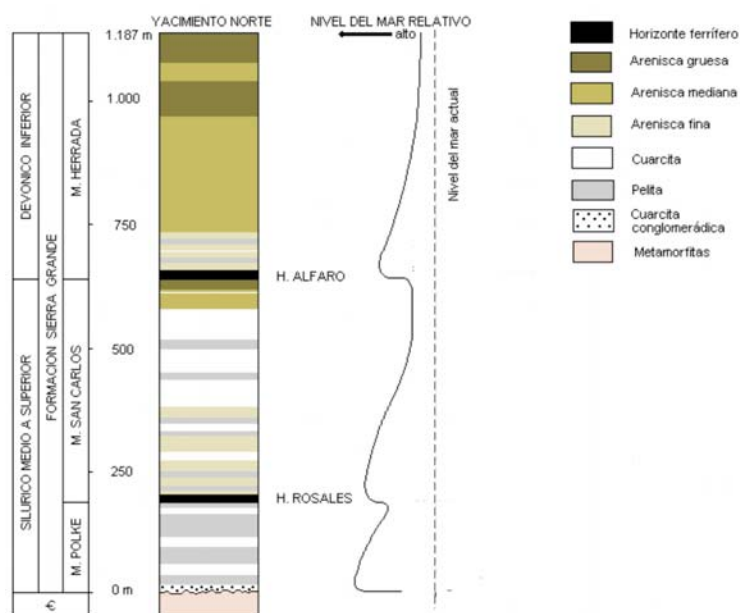 YACIMIENTO NORTE
NIVEL DEL MAR RELATIVO
alto
1.187 m
1.000
750
500
250
0 m
DEVONICO INFERIOR
SILURICO MEDIO A SUPERIOR
FORMACION SIERRA GRANDE
M. HERRADA
M. SAN CARLOS
M. POLKE
€
H. ALFARO
H. ROSALES
Nivel del mar actual
Horizonte ferrífero
Arenisca gruesa
Arenisca mediana
Arenisca fina
Cuarcita
Pelita
Cuarcita
conglomerádica
Metamorfitas